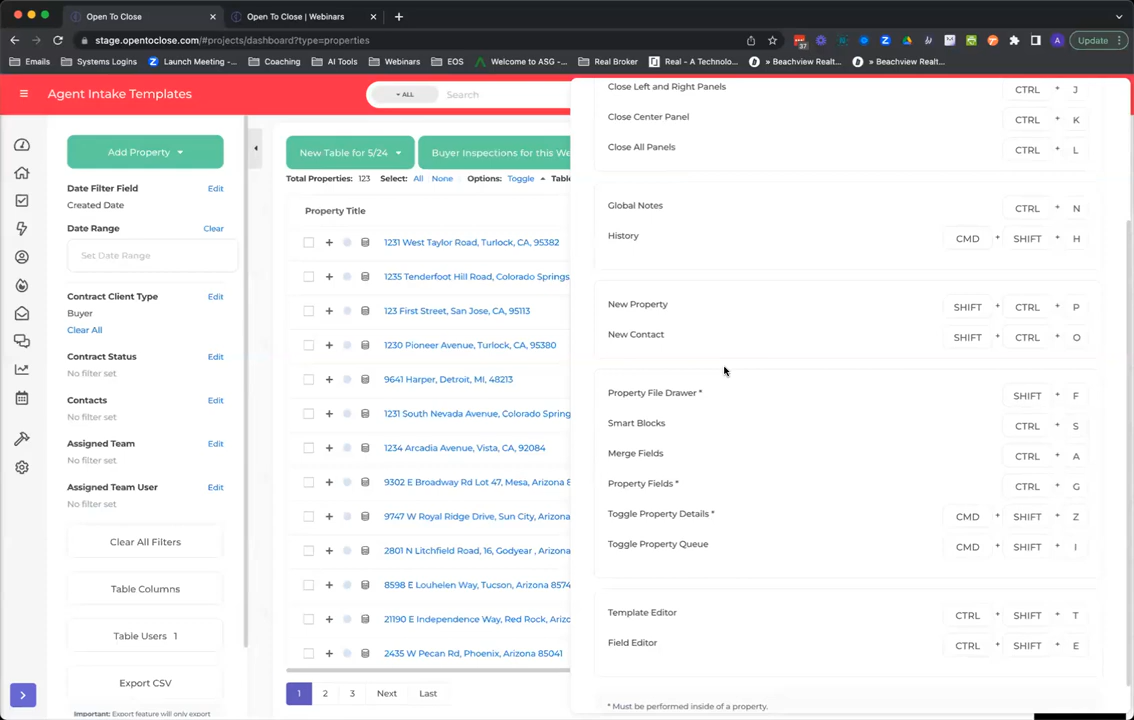 Open To Close
Open To Close | Webinars
stage.opentoclose.com/#projects/dashboard?type=properties
37
A
Update
Emails
Systems Logins
Launch Meeting -...
Coaching
AI Tools
Webinars
EOS
Welcome to ASG -...
Real Broker
Real - A Technolo...
» Beachview Realt...
» Beachview Realt...
Agent Intake Templates
ALL
Search
Add Property
Date Filter Field
Edit
Created Date
Date Range
Clear
Set Date Range
Contract Client Type
Edit
Buyer
Clear All
Contract Status
Edit
No filter set
Contacts
Edit
No filter set
Assigned Team
Edit
No filter set
Assigned Team User
Edit
No filter set
Clear All Filters
Table Columns
Table Users 1
Export CSV
Important: Export feature will only export
New Table for 5/24
Buyer Inspections for this We
Total Properties: 123 Select: All None Options: Toggle Table
Property Title
1231 West Taylor Road, Turlock, CA, 95382
1235 Tenderfoot Hill Road, Colorado Springs,
123 First Street, San Jose, CA, 95113
1230 Pioneer Avenue, Turlock, CA, 95380
9641 Harper, Detroit, MI, 48213
1231 South Nevada Avenue, Colorado Spring
1234 Arcadia Avenue, Vista, CA, 92084
9302 E Broadway Rd Lot 47, Mesa, Arizona 8
9747 W Royal Ridge Drive, Sun City, Arizona
2801 N Litchfield Road, 16, Godyear , Arizona
8598 E Louhelen Way, Tucson, Arizona 8574
21190 E Independence Way, Red Rock, Arizon
2435 W Pecan Rd, Phoenix, Arizona 85041
1 2 3 Next Last
Close Left and Right Panels CTRL + J
Close Center Panel CTRL + K
Close All Panels CTRL + L
Global Notes CTRL + N
History CMD + SHIFT + H
New Property SHIFT + CTRL + P
New Contact SHIFT + CTRL + O
Property File Drawer * SHIFT + F
Smart Blocks CTRL + S
Merge Fields CTRL + A
Property Fields * CTRL + G
Toggle Property Details * CMD + SHIFT + Z
Toggle Property Queue CMD + SHIFT + I
Template Editor CTRL + SHIFT + T
Field Editor CTRL + SHIFT + E
* Must be performed inside of a property.